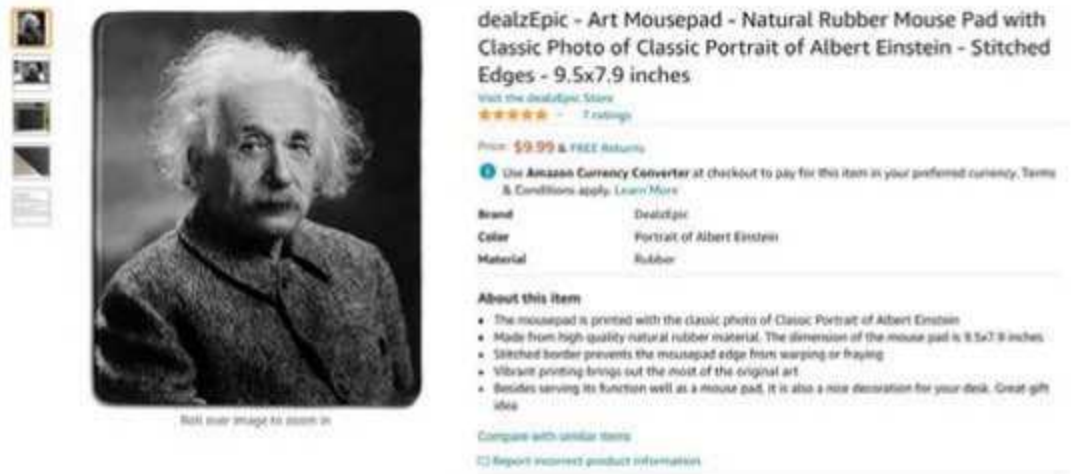 dealzEpic - Art Mousepad - Natural Rubber Mouse Pad with
Classic Photo of Classic Portrait of Albert Einstein - Stitched
Edges - 9.5x7.9 inches
Visit the dealzEpic Store
7 ratings
Price: $9.99 & FREE Returns
Use Amazon Currency Converter at checkout to pay for this item in your preferred currency. Terms
& Conditions apply. Learn More
Brand DealzEpic
Color Portrait of Albert Einstein
Material Rubber
About this item
• The mousepad is printed with the classic photo of Classic Portrait of Albert Einstein
• Made from high quality natural rubber material. The dimension of the mouse pad is 9.5x7.9 inches
• Stitched border prevents the mousepad edge from warping or fraying
• Vibrant printing brings out the most of the original art
• Besides serving its function well as a mouse pad, it is also a nice decoration for your desk. Great gift
idea
Roll over image to zoom in
Compare with similar items
Report incorrect product information